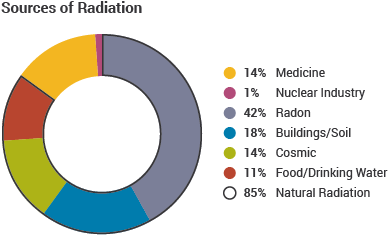 Sources of Radiation
14% Medicine
1% Nuclear Industry
42% Radon
18% Buildings/Soil
14% Cosmic
11% Food/Drinking Water
85% Natural Radiation